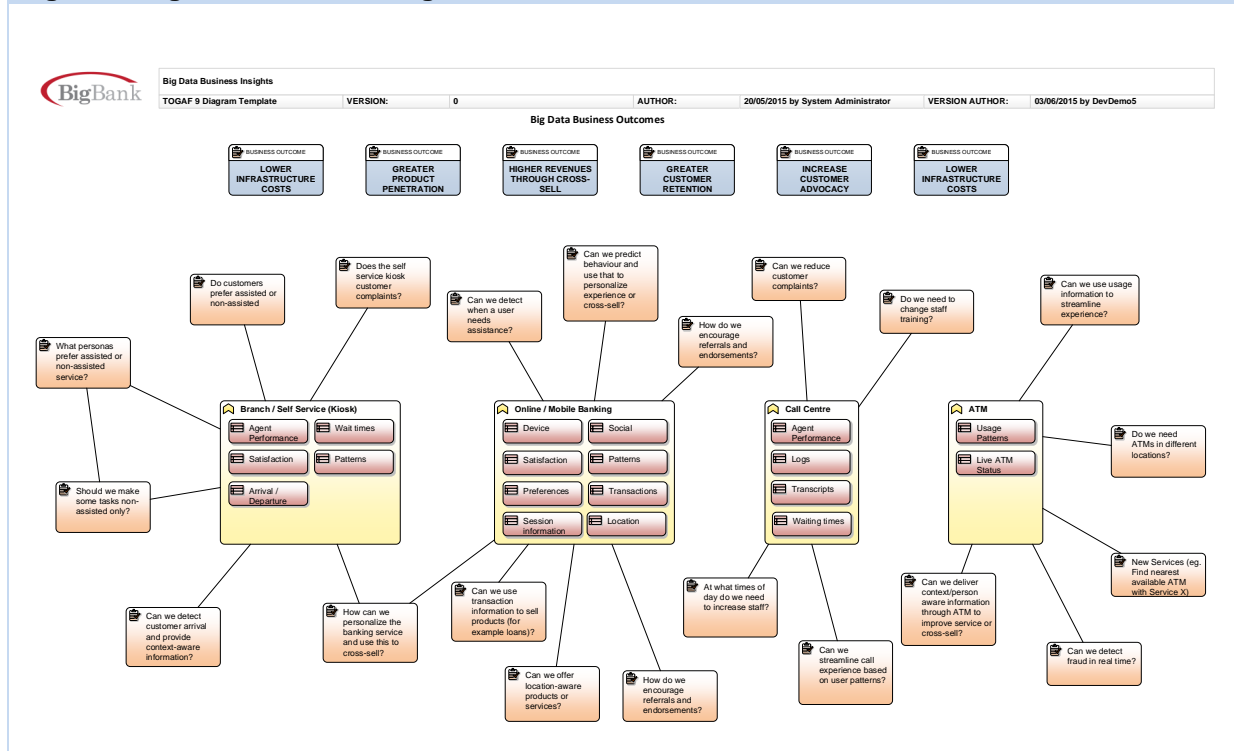 BigBank
Big Data Business Insights
TOGAF 9 Diagram Template
VERSION:
0
AUTHOR:
20/05/2015 by System Administrator
VERSION AUTHOR:
03/06/2015 by DevDemo5
Big Data Business Outcomes
BUSINESS OUTCOME
LOWER
INFRASTRUCTURE
COSTS
BUSINESS OUTCOME
GREATER
PRODUCT
PENETRATION
BUSINESS OUTCOME
HIGHER REVENUES
THROUGH CROSS-
SELL
BUSINESS OUTCOME
GREATER
CUSTOMER
RETENTION
BUSINESS OUTCOME
INCREASE
CUSTOMER
ADVOCACY
BUSINESS OUTCOME
LOWER
INFRASTRUCTURE
COSTS
Do customers
prefer assisted or
non-assisted
Does the self
service kiosk
customer
complaints?
Can we detect
when a user
needs
assistance?
Can we predict
behaviour and
use that to
personalize
experience or
cross-sell?
How do we
encourage
referrals and
endorsements?
Can we reduce
customer
complaints?
Do we need to
change staff
training?
Can we use usage
information to
streamline
experience?
What personas
prefer assisted or
non-assisted
service?
Should we make
some tasks non-
assisted only?
Branch / Self Service (Kiosk)
Agent
Performance
Wait times
Satisfaction
Patterns
Arrival /
Departure
Online / Mobile Banking
Device
Social
Satisfaction
Patterns
Preferences
Transactions
Session
information
Location
Call Centre
Agent
Performance
Logs
Transcripts
Waiting times
ATM
Usage
Patterns
Live ATM
Status
Do we need
ATMs in different
locations?
New Services (eg.
Find nearest
available ATM
with Service X)
Can we detect
customer arrival
and provide
context-aware
information?
How can we
personalize the
banking service
and use this to
cross-sell?
Can we use
transaction
information to sell
products (for
example loans)?
Can we offer
location-aware
products or
services?
How do we
encourage
referrals and
endorsements?
At what times of
day do we need
to increase staff?
Can we
streamline call
experience based
on user patterns?
Can we deliver
context/person
aware information
through ATM to
improve service or
cross-sell?
Can we detect
fraud in real time?